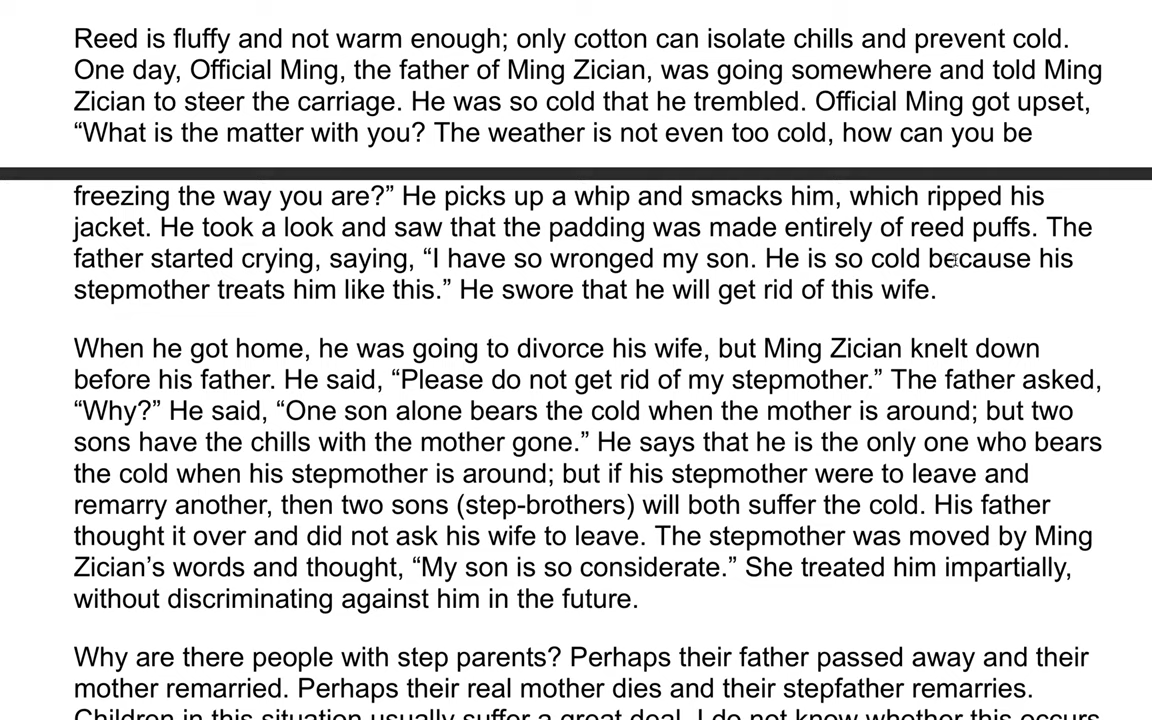 Reed is fluffy and not warm enough; only cotton can isolate chills and prevent cold.
One day, Official Ming, the father of Ming Zician, was going somewhere and told Ming
Zician to steer the carriage. He was so cold that he trembled. Official Ming got upset,
“What is the matter with you? The weather is not even too cold, how can you be
freezing the way you are?” He picks up a whip and smacks him, which ripped his
jacket. He took a look and saw that the padding was made entirely of reed puffs. The
father started crying, saying, “I have so wronged my son. He is so cold because his
stepmother treats him like this.” He swore that he will get rid of this wife.
When he got home, he was going to divorce his wife, but Ming Zician knelt down
before his father. He said, “Please do not get rid of my stepmother.” The father asked,
“Why?” He said, “One son alone bears the cold when the mother is around; but two
sons have the chills with the mother gone.” He says that he is the only one who bears
the cold when his stepmother is around; but if his stepmother were to leave and
remarry another, then two sons (step-brothers) will both suffer the cold. His father
thought it over and did not ask his wife to leave. The stepmother was moved by Ming
Zician’s words and thought, “My son is so considerate.” She treated him impartially,
without discriminating against him in the future.
Why are there people with step parents? Perhaps their father passed away and their
mother remarried. Perhaps their real mother dies and their stepfather remarries.
Children in this situation usually suffer a great deal. I do not know whether this occurs